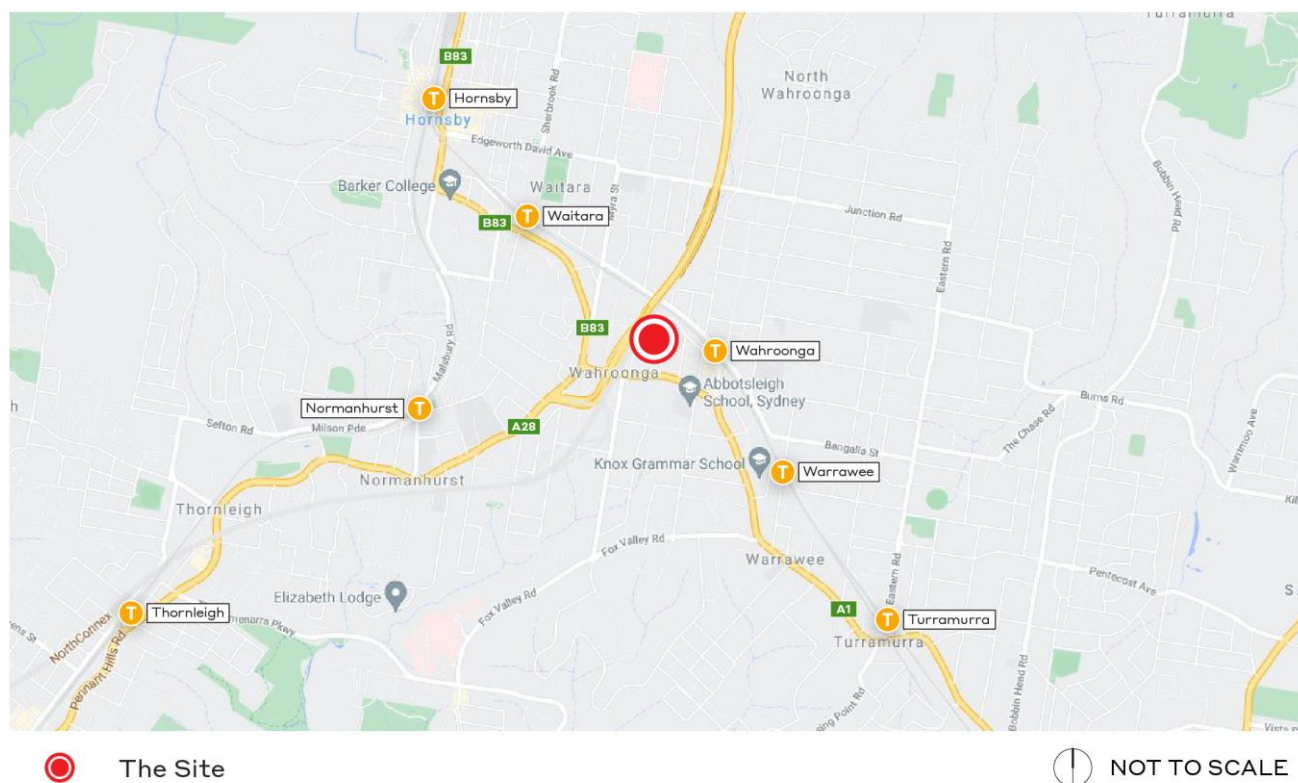 Turramurra
B83
North
Wahroonga
T
Hornsby
Hornsby
Sherbrook Rd
Edgeworth David Ave
Bobbin Head Rd
Barker College
Waitara
Myra St
T
Waitara
B83
Junction Rd
Eastern Rd
B83
T
Wahroonga
Wahroonga
Malsbury Rd
Abbotsleigh
School, Sydney
Normanhurst
T
Burns Rd
The Chase Rd
Warrimoo Ave
Sefton Rd
Milson Pde
A28
Bangalla St
Knox Grammar School
T
Warrawee
Normanhurst
Thornleigh
Fox Valley Rd
Warrawee
Pentecost Ave
Elizabeth Lodge
Fox Valley Rd
Eastern Rd
T
Thornleigh
A1
T
Turramurra
Turramurra
NorthConnex
Pennant Hills Rd
Bobbin Head Rd
The Site
NOT TO SCALE